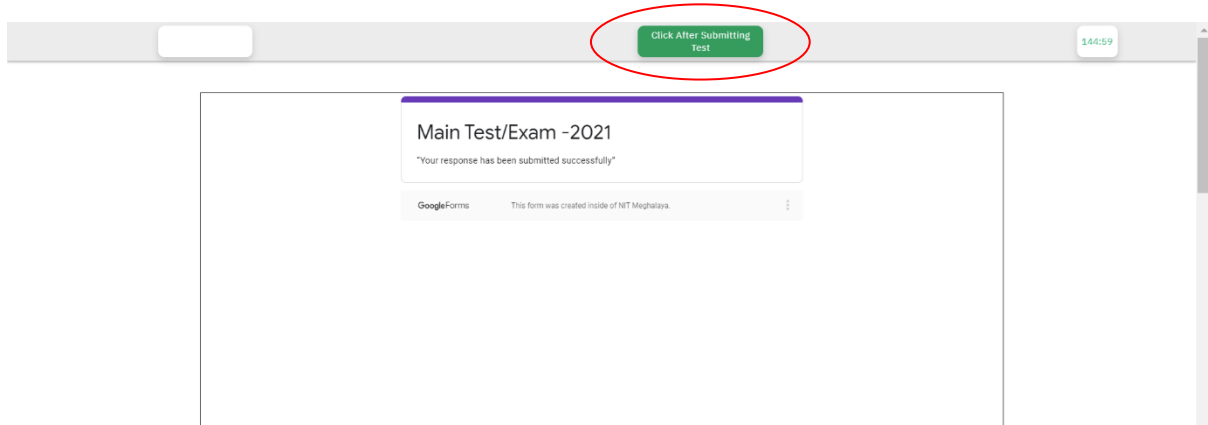 Click After Submitting
Test
144:59
Main Test/Exam -2021
"Your response has been submitted successfully"
GoogleForms This form was created inside of NIT Meghalaya.